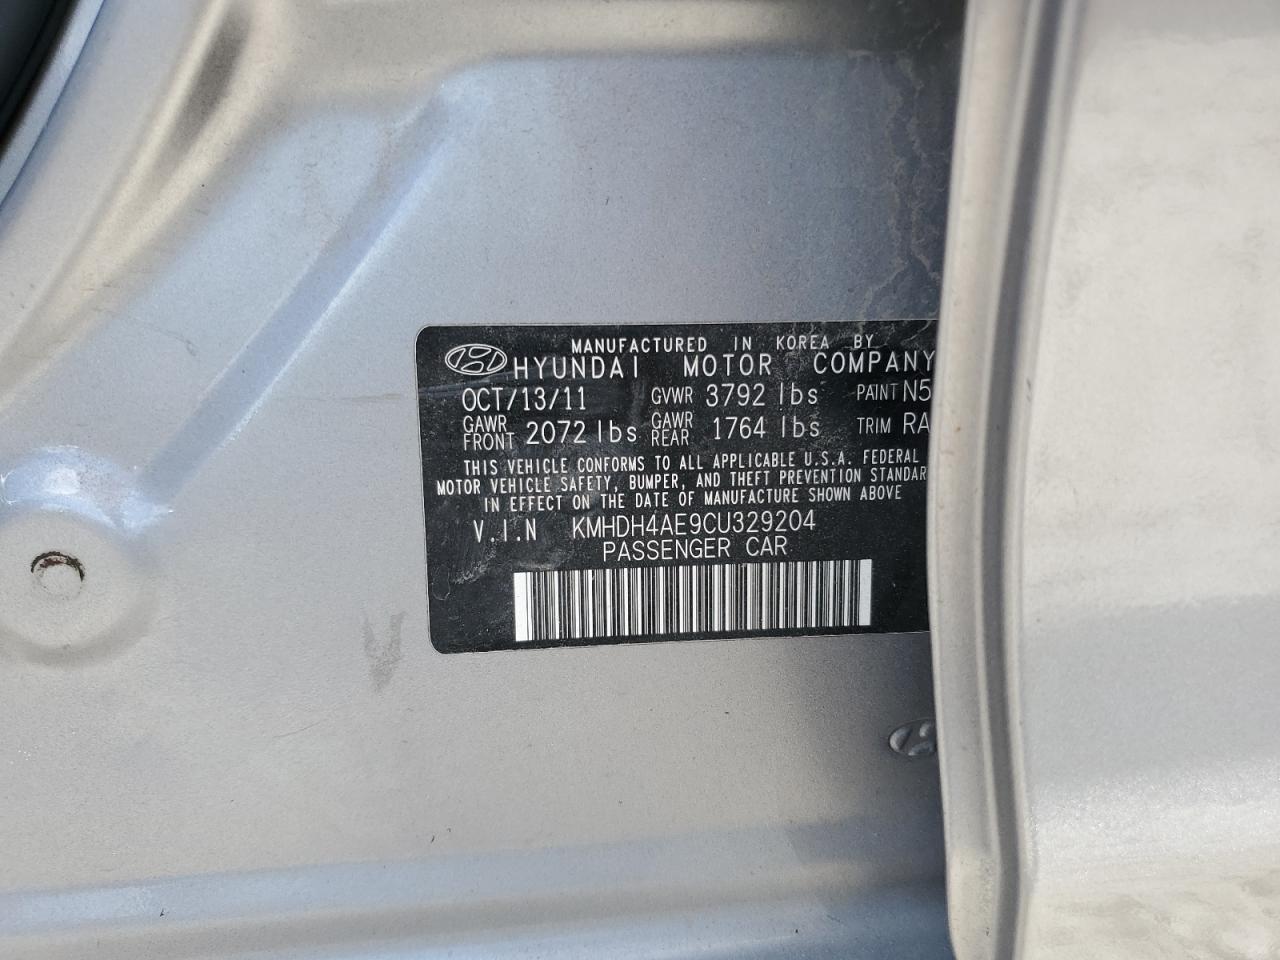 MANUFACTURED IN KOREA BY
HYUNDAI MOTOR COMPANY
OCT/13/11 GVWR 3792 lbs PAINT N5
GAWR FRONT 2072 lbs GAWR REAR 1764 lbs TRIM RA
THIS VEHICLE CONFORMS TO ALL APPLICABLE U.S.A. FEDERAL
MOTOR VEHICLE SAFETY, BUMPER, AND THEFT PREVENTION STANDAR
IN EFFECT ON THE DATE OF MANUFACTURE SHOWN ABOVE
V.I.N KMHDH4AE9CU329204
PASSENGER CAR